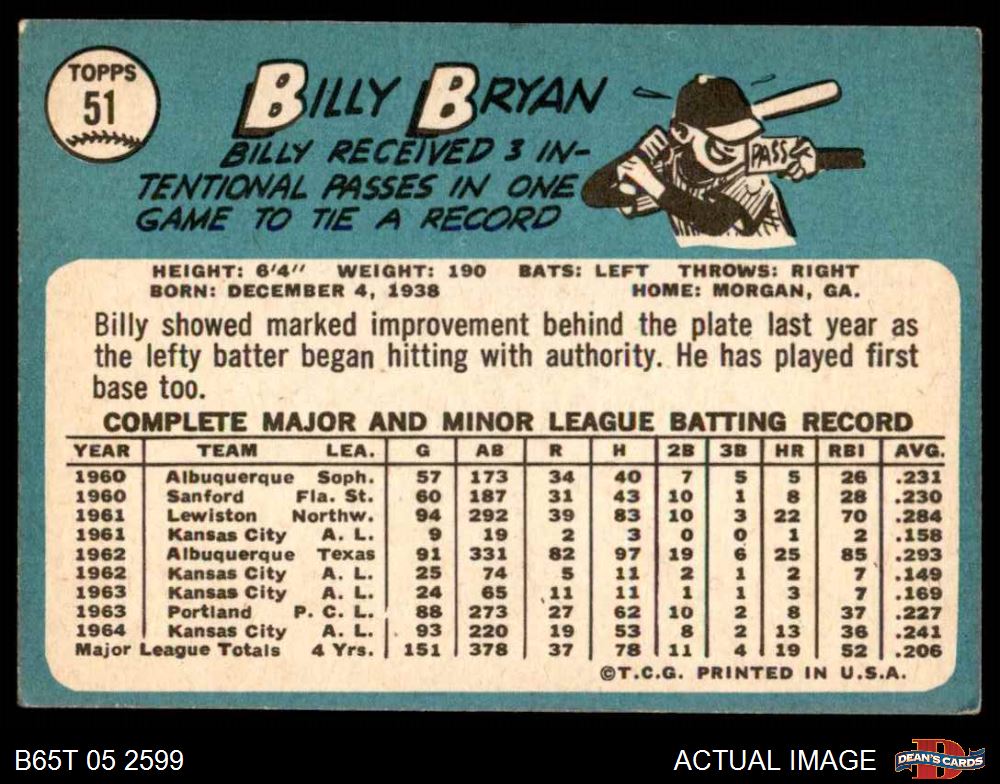 TOPPS
51
BILLY BRYAN
BILLY RECEIVED 3 IN-
TENTIONAL PASSES IN ONE
GAME TO TIE A RECORD
PASS
HEIGHT: 6'4" WEIGHT: 190 BATS: LEFT THROWS: RIGHT
BORN: DECEMBER 4, 1938 HOME: MORGAN, GA.
Billy showed marked improvement behind the plate last year as
the lefty batter began hitting with authority. He has played first
base too.
COMPLETE MAJOR AND MINOR LEAGUE BATTING RECORD
YEAR TEAM LEA. G AB R H 2B 3B HR RBI AVG.
1960 Albuquerque Soph. 57 173 34 40 7 5 5 26 .231
1960 Sanford Fla. St. 60 187 31 43 10 1 8 28 .230
1961 Lewiston Northw. 94 292 39 83 10 3 22 70 .284
1961 Kansas City A. L. 9 19 2 3 0 0 1 2 .158
1962 Albuquerque Texas 91 331 82 97 19 6 25 85 .293
1962 Kansas City A. L. 25 74 5 11 2 1 2 7 .149
1963 Kansas City A. L. 24 65 11 11 1 1 3 7 .169
1963 Portland P. C. L. 88 273 27 62 10 2 8 37 .227
1964 Kansas City A. L. 93 220 19 53 8 2 13 36 .241
Major League Totals 4 Yrs. 151 378 37 78 11 4 19 52 .206
©T.C.G. PRINTED IN U.S.A.
B65T 05 2599 ACTUAL IMAGE
D
DEAN'S CARDS